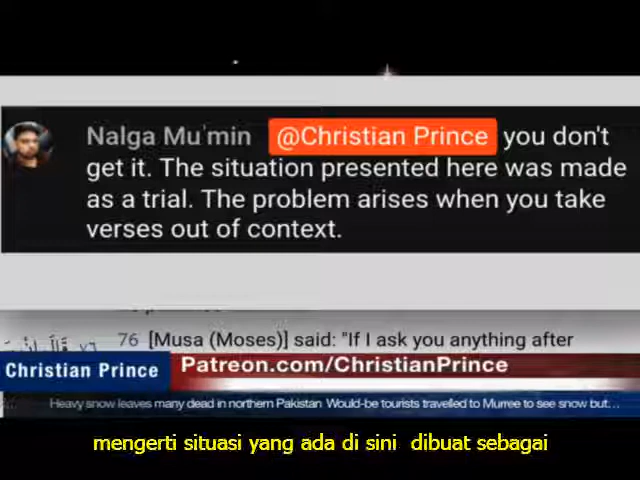 Nalga Mu'min @Christian Prince you don't
get it. The situation presented here was made
as a trial. The problem arises when you take
verses out of context.
76 [Musa (Moses)] said: "If I ask you anything after
Christian Prince
Patreon.com/ChristianPrince
Heavy snow leaves many dead in northern Pakistan Would-be tourists travelled to Murree to see snow but...
mengerti situasi yang ada di sini dibuat sebagai